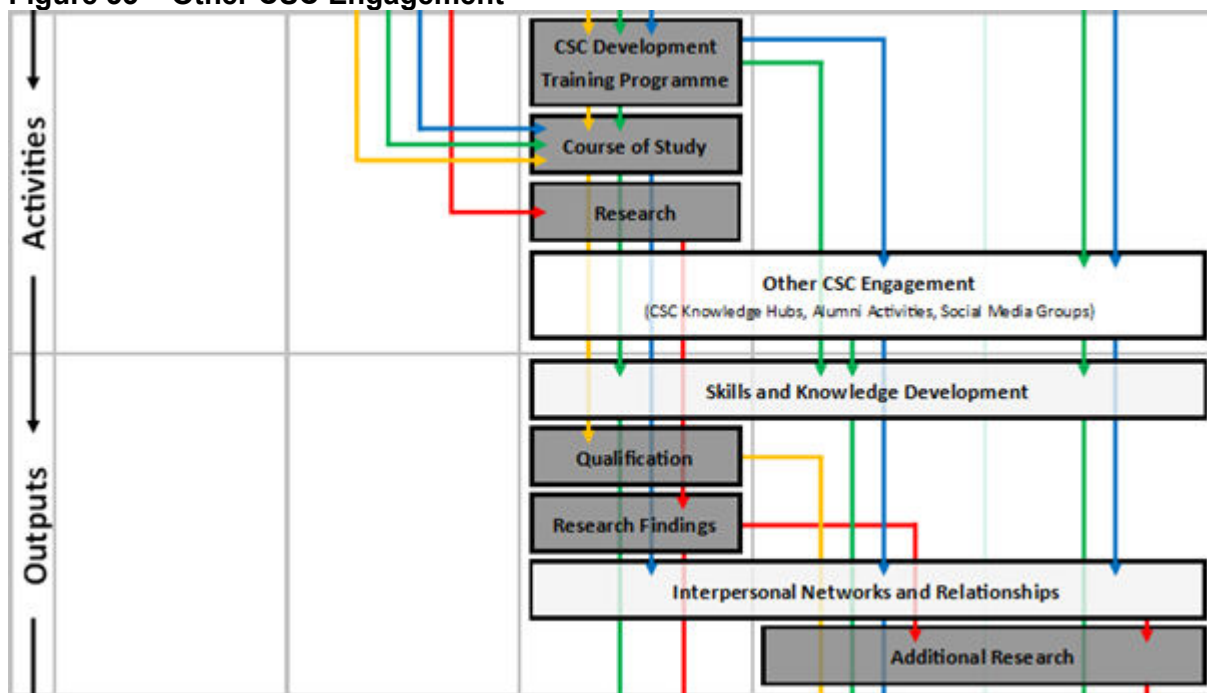 Figure 35 – Other CSC Engagement
CSC Development
Training Programme
Course of Study
Research
Other CSC Engagement
(CSC Knowledge Hubs, Alumni Activities, Social Media Groups)
Activities
Skills and Knowledge Development
Qualification
Research Findings
Interpersonal Networks and Relationships
Additional Research
Outputs